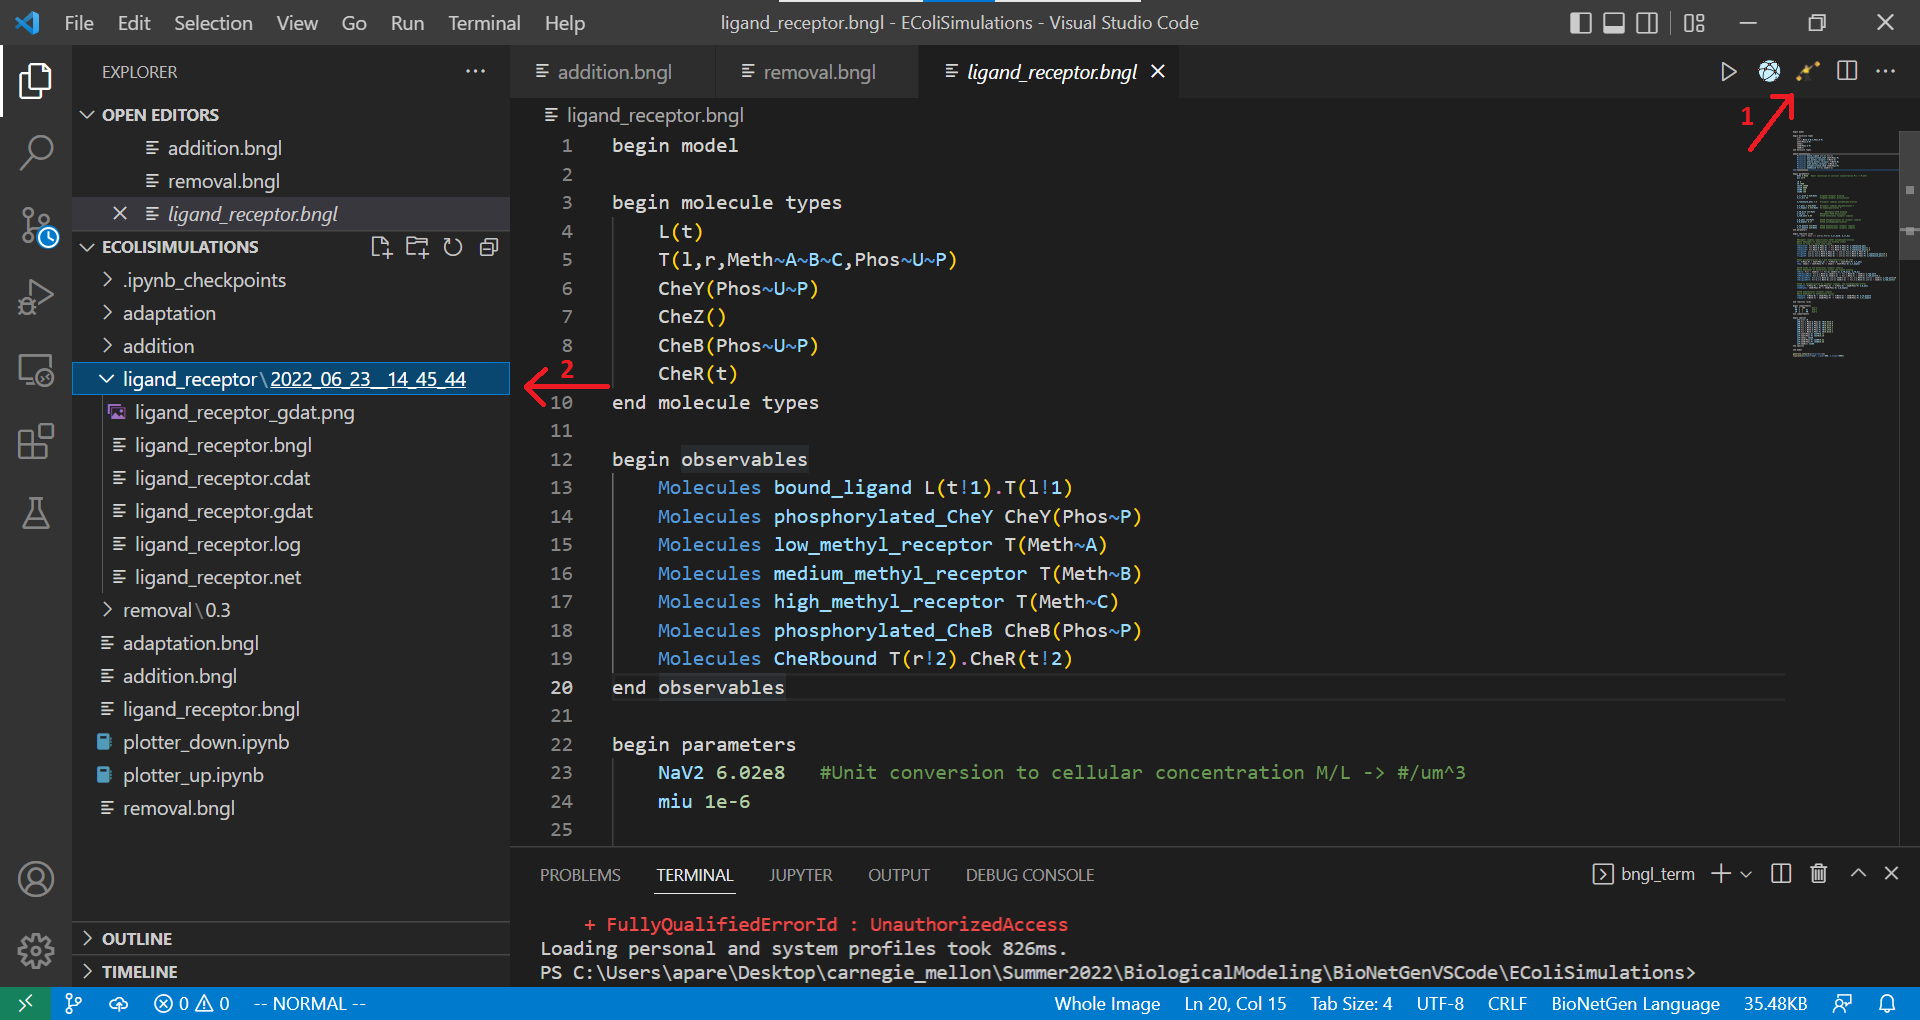 File Edit Selection View Go Run Terminal Help
ligand_receptor.bngl - EColiSimulations - Visual Studio Code
EXPLORER
OPEN EDITORS
addition.bngl
removal.bngl
ligand_receptor.bngl
ECOLISIMULATIONS
.ipynb_checkpoints
adaptation
addition
ligand_receptor\2022_06_23__14_45_44
ligand_receptor_gdat.png
ligand_receptor.bngl
ligand_receptor.cdat
ligand_receptor.gdat
ligand_receptor.log
ligand_receptor.net
removal\0.3
adaptation.bngl
addition.bngl
ligand_receptor.bngl
plotter_down.ipynb
plotter_up.ipynb
removal.bngl
OUTLINE
TIMELINE
addition.bngl removal.bngl ligand_receptor.bngl
1
ligand_receptor.bngl
1 begin model
2
3 begin molecule types
4 L(t)
5 T(l,r,Meth~A~B~C,Phos~U~P)
6 CheY(Phos~U~P)
7 CheZ()
8 CheB(Phos~U~P)
2 CheR(t)
10 end molecule types
11
12 begin observables
13 Molecules bound_ligand L(t!1).T(l!1)
14 Molecules phosphorylated_CheY CheY(Phos~P)
15 Molecules low_methyl_receptor T(Meth~A)
16 Molecules medium_methyl_receptor T(Meth~B)
17 Molecules high_methyl_receptor T(Meth~C)
18 Molecules phosphorylated_CheB CheB(Phos~P)
19 Molecules CheRbound T(r!2).CheR(t!2)
20 end observables
21
22 begin parameters
23 NaV2 6.02e8 #Unit conversion to cellular concentration M/L -> #/um^3
24 miu 1e-6
25
PROBLEMS TERMINAL JUPYTER OUTPUT DEBUG CONSOLE
bngl_term
+ FullyQualifiedErrorId : UnauthorizedAccess
Loading personal and system profiles took 826ms.
PS C:\Users\apare\Desktop\carnegie_mellon\Summer2022\BiologicalModeling\BioNetGenVSCode\EColiSimulations>
0 0 -- NORMAL --
Whole Image Ln 20, Col 15 Tab Size: 4 UTF-8 CRLF BioNetGen Language 35.48KB